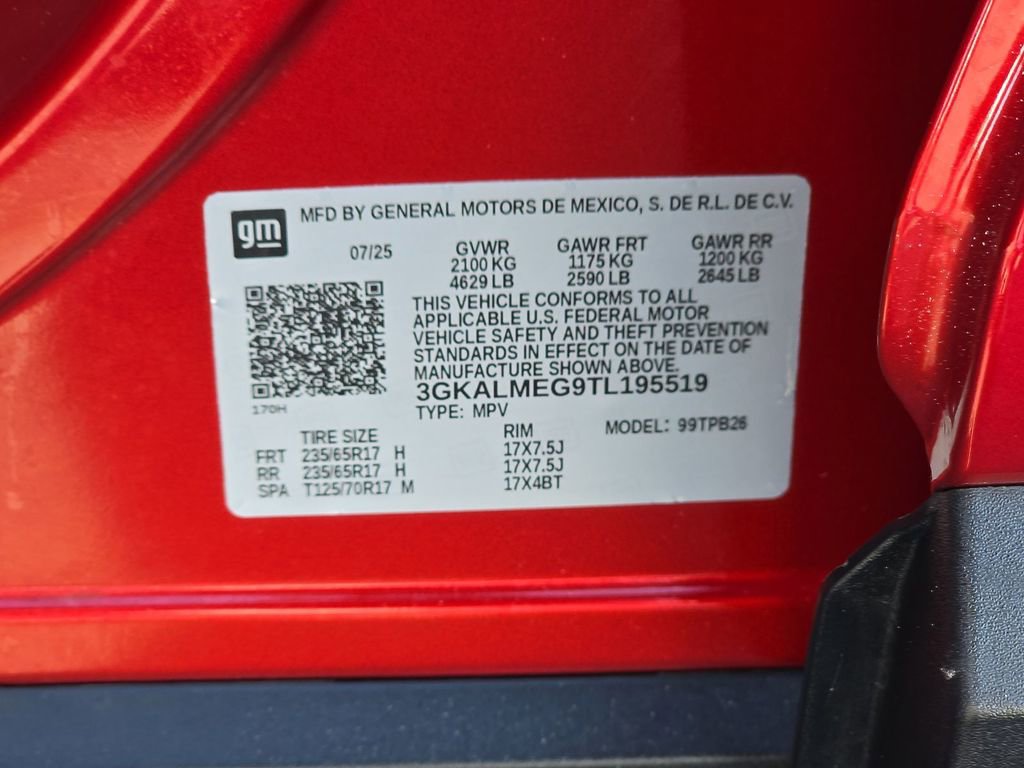 gm
MFD BY GENERAL MOTORS DE MEXICO, S. DE R.L. DE C.V.
07/25 GVWR GAWR FRT GAWR RR
2100 KG 1175 KG 1200 KG
4629 LB 2590 LB 2645 LB
THIS VEHICLE CONFORMS TO ALL
APPLICABLE U.S. FEDERAL MOTOR
VEHICLE SAFETY AND THEFT PREVENTION
STANDARDS IN EFFECT ON THE DATE OF
MANUFACTURE SHOWN ABOVE.
3GKALMEG9TL195519
170H
TYPE: MPV
MODEL: 99TPB26
TIRE SIZE RIM
FRT 235/65R17 H 17X7.5J
RR 235/65R17 H 17X7.5J
SPA T125/70R17 M 17X4BT